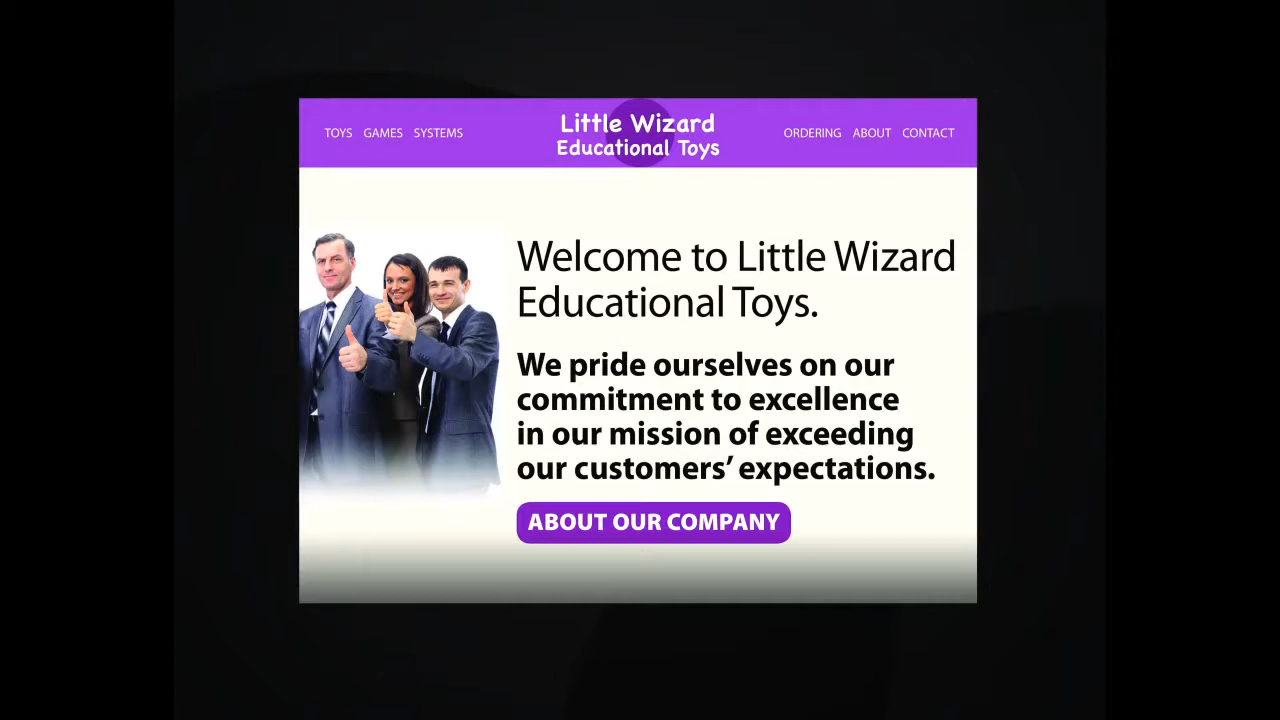 TOYS GAMES SYSTEMS
Little Wizard
Educational Toys
ORDERING ABOUT CONTACT
Welcome to Little Wizard
Educational Toys.
We pride ourselves on our
commitment to excellence
in our mission of exceeding
our customers’ expectations.
ABOUT OUR COMPANY